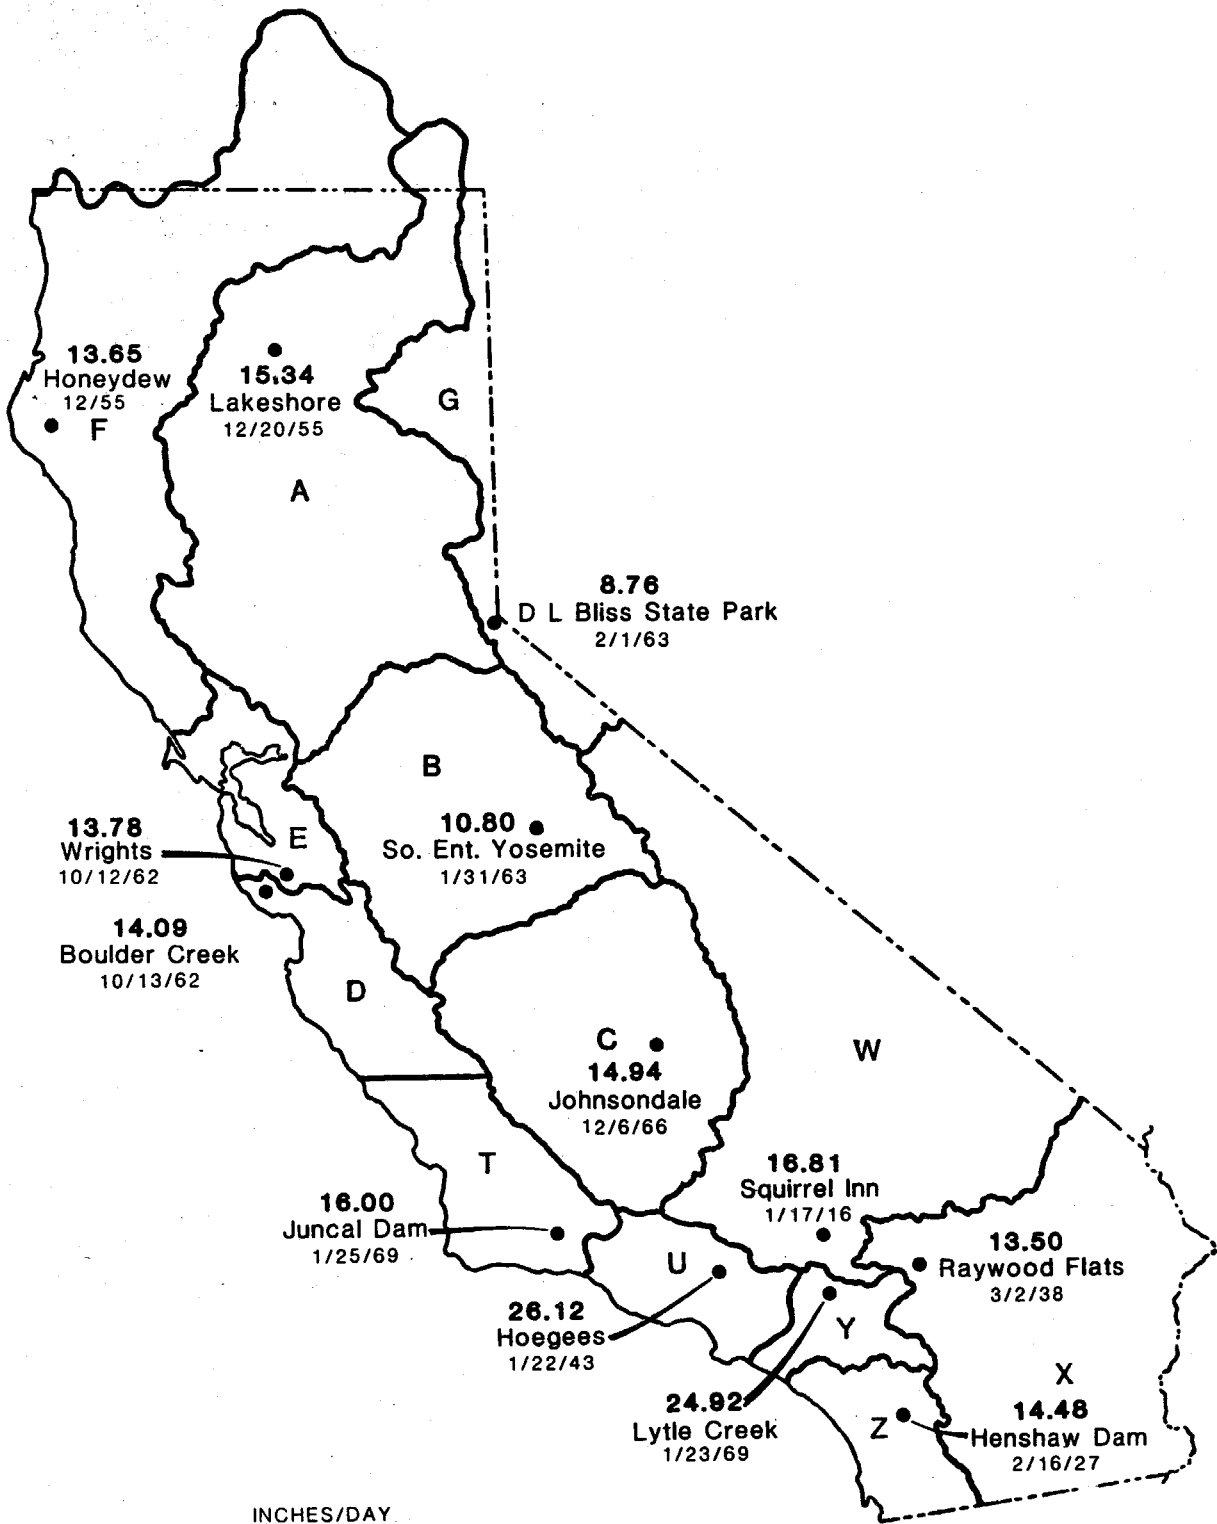 13.65
Honeydew
12/55
F
15.34
Lakeshore
12/20/55
G
A
8.76
D L Bliss State Park
2/1/63
B
13.78
Wrights
10/12/62
E
10.80
So. Ent. Yosemite
1/31/63
14.09
Boulder Creek
10/13/62
D
C
14.94
Johnsondale
12/6/66
W
T
16.81
Squirrel Inn
1/17/16
16.00
Juncal Dam
1/25/69
U
13.50
Raywood Flats
3/2/38
26.12
Hoegees
1/22/43
Y
X
24.92
Lytle Creek
1/23/69
Z
14.48
Henshaw Dam
2/16/27
INCHES/DAY